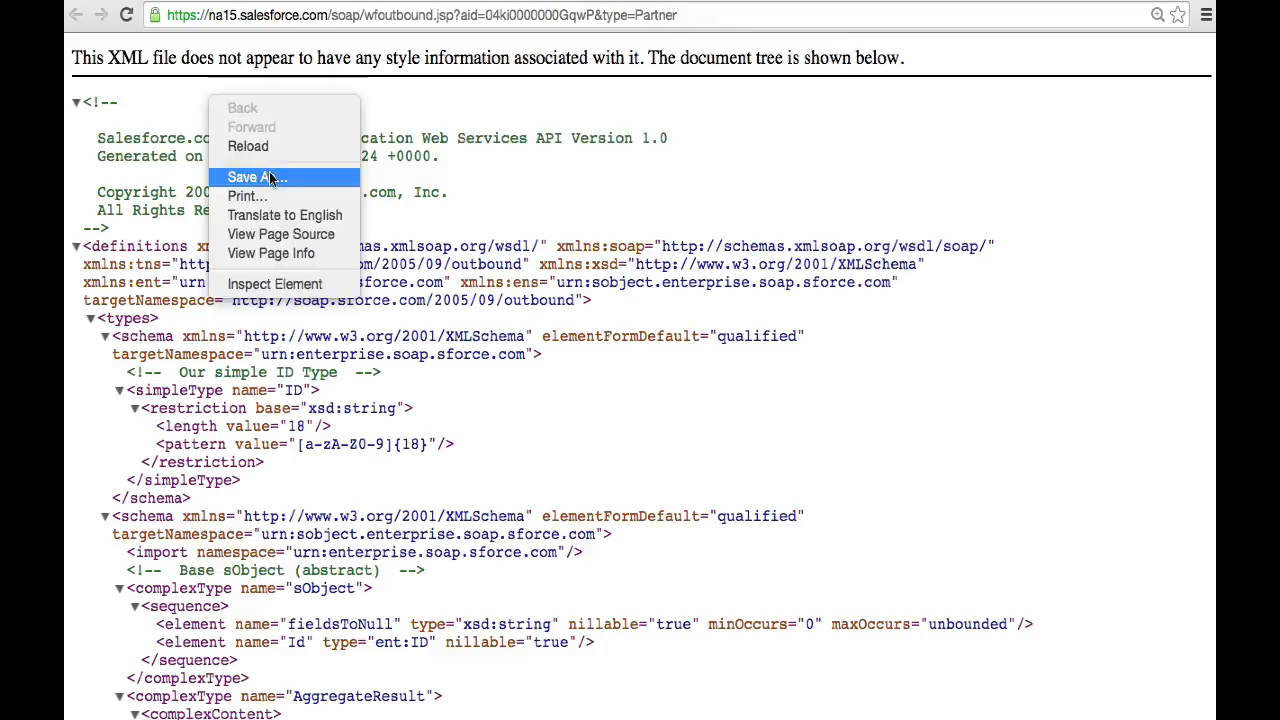 https://na15.salesforce.com/soap/wfoutbound.jsp?aid=04ki0000000GqwP&type=Partner
This XML file does not appear to have any style information associated with it. The document tree is shown below.
▼<!--
Back
Forward
Salesforce.co cation Web Services API Version 1.0
Reload
Generated on 24 +0000.
Save A ...
Copyright 200 .com, Inc.
Print...
All Rights Re
Translate to English
-->
View Page Source
▼<definitions xm mas.xmlsoap.org/wsdl/" xmlns:soap="http://schemas.xmlsoap.org/wsdl/soap/"
View Page Info
xmlns:tns="http /2005/09/outbound" xmlns:xsd="http://www.w3.org/2001/XMLSchema"
Inspect Element
xmlns:ent="urn sforce.com" xmlns:ens="urn:sobject.enterprise.soap.sforce.com"
targetNamespace="http://soap.sforce.com/2005/09/outbound">
▼<types>
▼<schema xmlns="http://www.w3.org/2001/XMLSchema" elementFormDefault="qualified"
targetNamespace="urn:enterprise.soap.sforce.com">
<!-- Our simple ID Type -->
▼<simpleType name="ID">
▼<restriction base="xsd:string">
<length value="18"/>
<pattern value="[a-zA-Z0-9]{18}"/>
</restriction>
</simpleType>
</schema>
▼<schema xmlns="http://www.w3.org/2001/XMLSchema" elementFormDefault="qualified"
targetNamespace="urn:sobject.enterprise.soap.sforce.com">
<import namespace="urn:enterprise.soap.sforce.com"/>
<!-- Base sObject (abstract) -->
▼<complexType name="sObject">
▼<sequence>
<element name="fieldsToNull" type="xsd:string" nillable="true" minOccurs="0" maxOccurs="unbounded"/>
<element name="Id" type="ent:ID" nillable="true"/>
</sequence>
</complexType>
▼<complexType name="AggregateResult">
▼<complexContent>